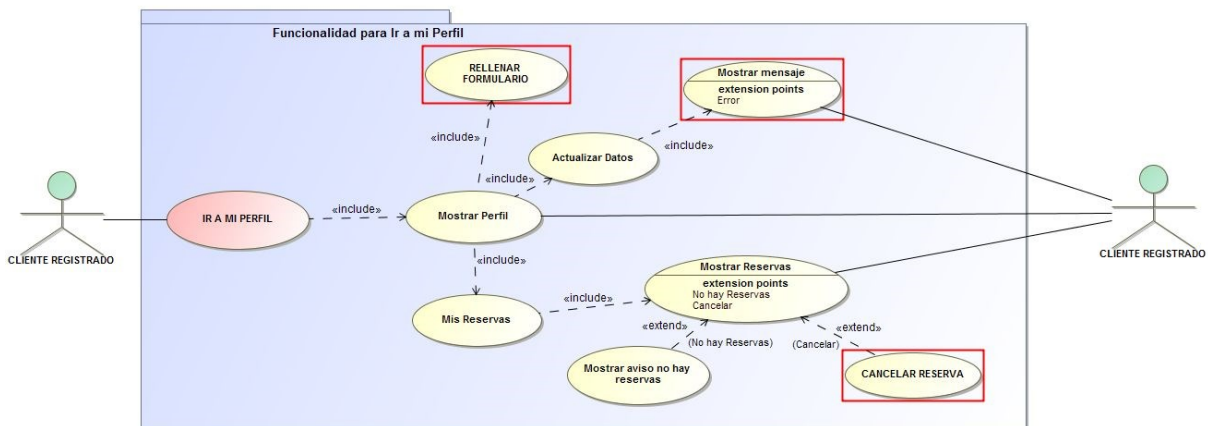 Funcionalidad para Ir a mi Perfil
RELLENAR
FORMULARIO
Mostrar mensaje
extension points
Error
«include»
«include»
Actualizar Datos
«include»
IR A MI PERFIL
«include»
Mostrar Perfil
CLIENTE REGISTRADO
CLIENTE REGISTRADO
«include»
Mostrar Reservas
extension points
No hay Reservas
Cancelar
Mis Reservas
«include»
«extend»
(No hay Reservas)
«extend»
(Cancelar)
Mostrar aviso no hay
reservas
CANCELAR RESERVA